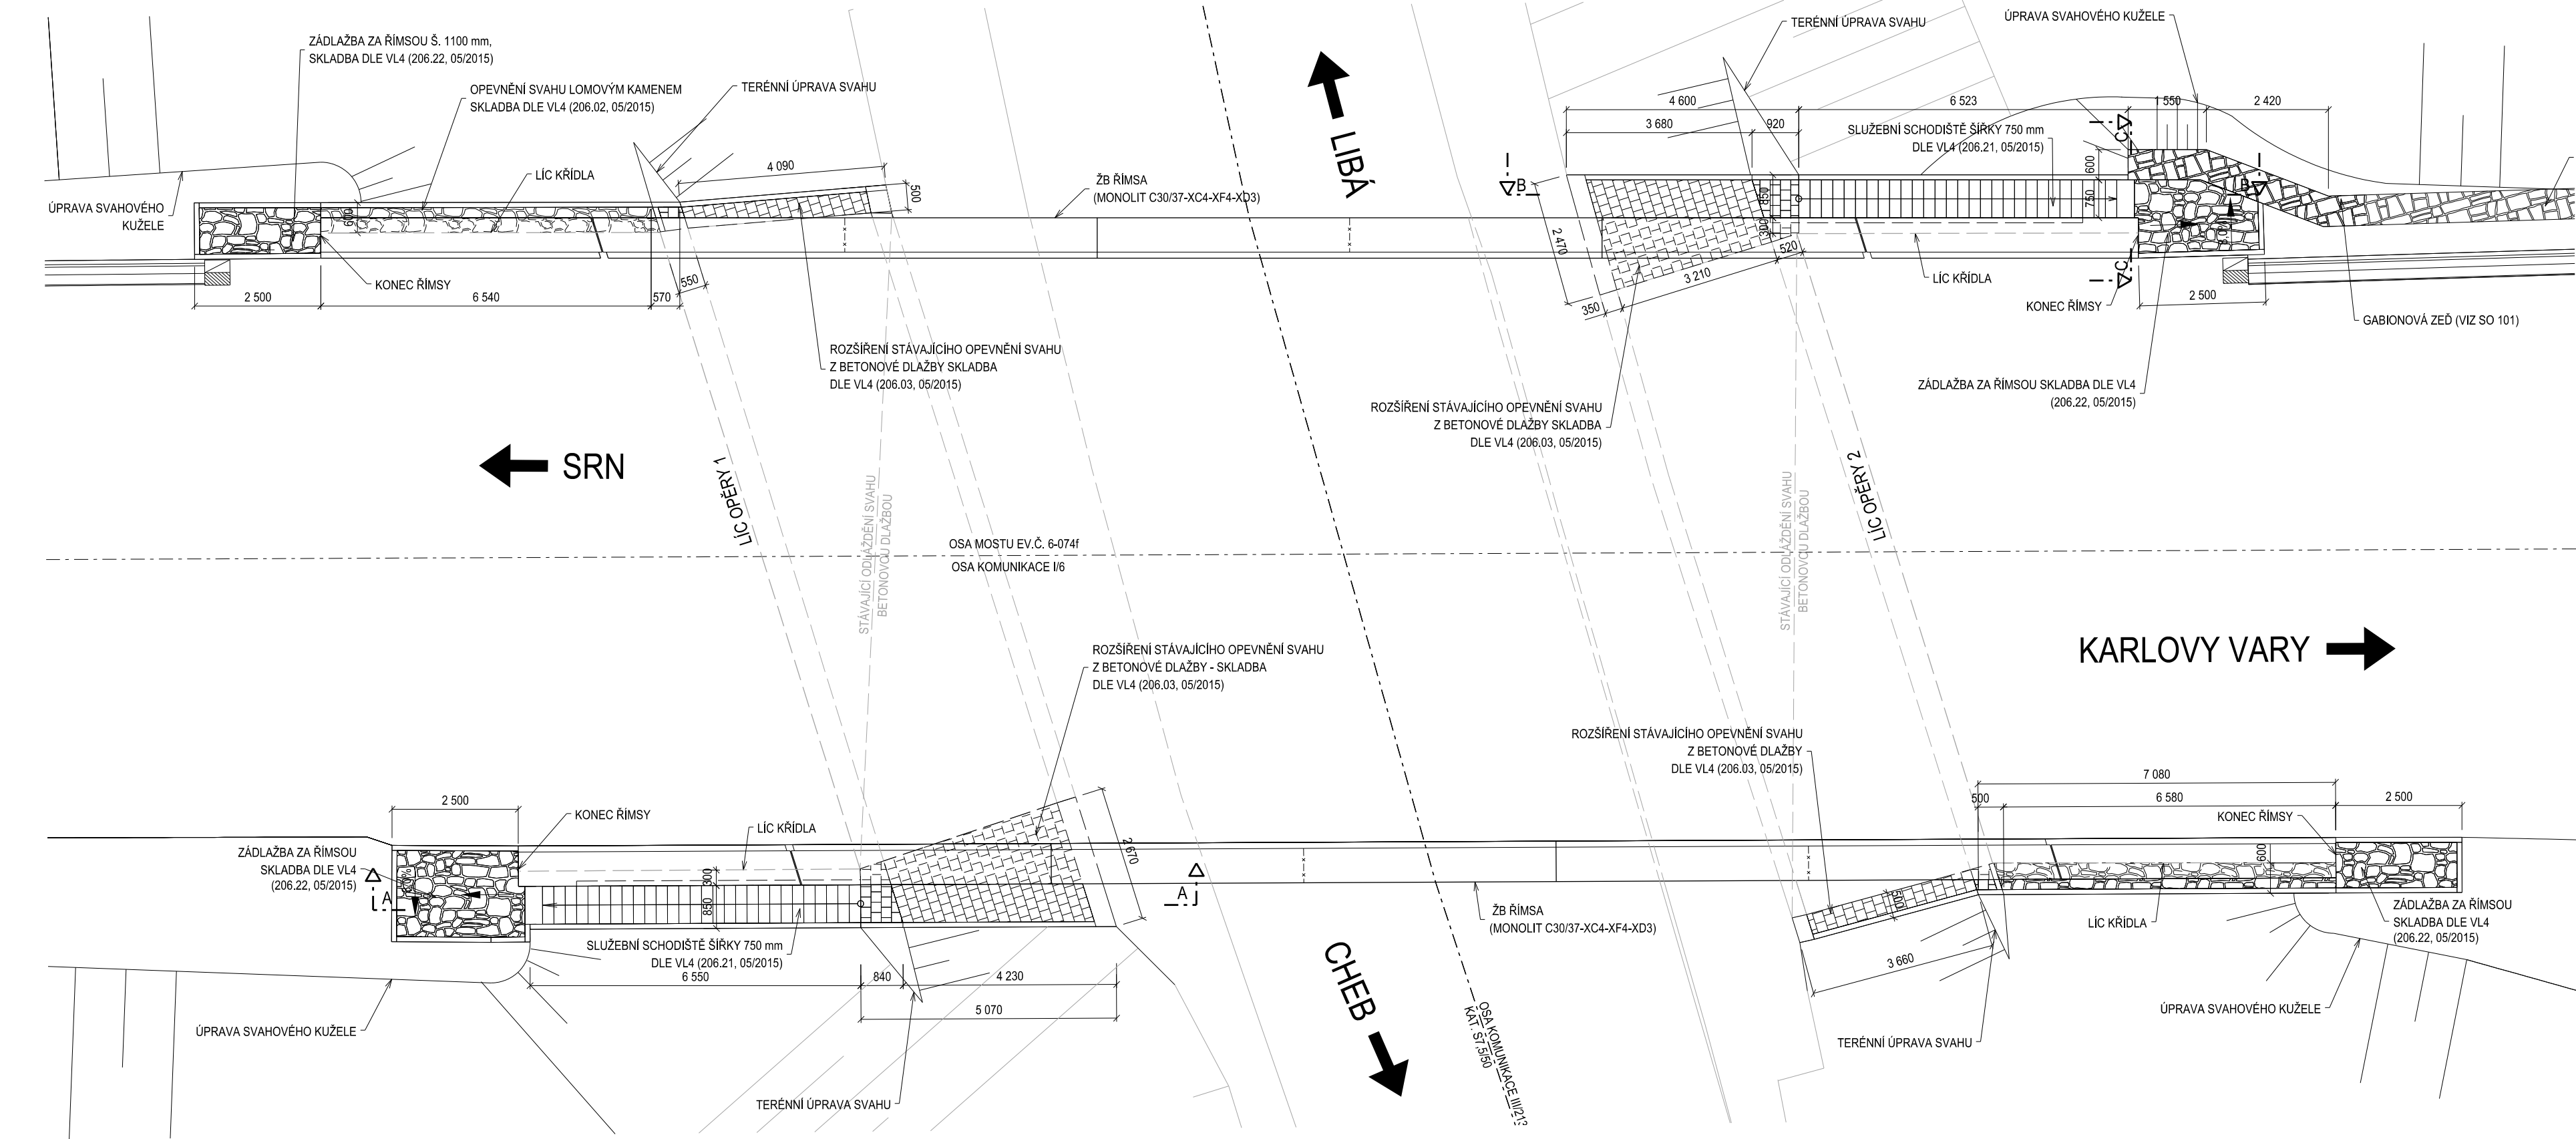 ZÁDLAŽBA ZA ŘÍMSOU Š. 1100 mm,
SKLADBA DLE VL4 (206.22, 05/2015)
OPEVNĚNÍ SVAHU LOMOVÝM KAMENEM
SKLADBA DLE VL4 (206.02, 05/2015)
TERÉNNÍ ÚPRAVA SVAHU
4 090
500
LÍC KŘÍDLA
600
ÚPRAVA SVAHOVÉHO
KUŽELE
KONEC ŘÍMSY
2 500
6 540
570
550
ŽB ŘÍMSA
(MONOLIT C30/37-XC4-XF4-XD3)
ROZŠÍŘENÍ STÁVAJÍCÍHO OPEVNĚNÍ SVAHU
Z BETONOVÉ DLAŽBY SKLADBA
DLE VL4 (206.03, 05/2015)
LIBÁ
TERÉNNÍ ÚPRAVA SVAHU
ÚPRAVA SVAHOVÉHO KUŽELE
4 600
6 523
1 550
2 420
3 680
920
SLUŽEBNÍ SCHODIŠTĚ ŠÍŘKY 750 mm
DLE VL4 (206.21, 05/2015)
C
600
B
B
850
750
300
2 470
520
3 210
350
LÍC KŘÍDLA
C
KONEC ŘÍMSY
2 500
GABIONOVÁ ZEĎ (VIZ SO 101)
ZÁDLAŽBA ZA ŘÍMSOU SKLADBA DLE VL4
(206.22, 05/2015)
ROZŠÍŘENÍ STÁVAJÍCÍHO OPEVNĚNÍ SVAHU
Z BETONOVÉ DLAŽBY SKLADBA
DLE VL4 (206.03, 05/2015)
SRN
LÍC OPĚRY 1
STÁVAJÍCÍ ODLÁŽDĚNÍ SVAHU
BETONOVOU DLAŽBOU
OSA MOSTU EV.Č. 6-074f
OSA KOMUNIKACE I/6
STÁVAJÍCÍ ODLÁŽDĚNÍ SVAHU
BETONOVOU DLAŽBOU
LÍC OPĚRY 2
KARLOVY VARY
ROZŠÍŘENÍ STÁVAJÍCÍHO OPEVNĚNÍ SVAHU
Z BETONOVÉ DLAŽBY - SKLADBA
DLE VL4 (206.03, 05/2015)
ROZŠÍŘENÍ STÁVAJÍCÍHO OPEVNĚNÍ SVAHU
Z BETONOVÉ DLAŽBY
DLE VL4 (206.03, 05/2015)
2 500
KONEC ŘÍMSY
LÍC KŘÍDLA
ZÁDLAŽBA ZA ŘÍMSOU
SKLADBA DLE VL4
(206.22, 05/2015)
A
300
850
2 670
A
SLUŽEBNÍ SCHODIŠTĚ ŠÍŘKY 750 mm
DLE VL4 (206.21, 05/2015)
6 550
840
4 230
5 070
ÚPRAVA SVAHOVÉHO KUŽELE
TERÉNNÍ ÚPRAVA SVAHU
CHEB
OSA KOMUNIKACE III/213
KAT. S7,5/50
ŽB ŘÍMSA
(MONOLIT C30/37-XC4-XF4-XD3)
7 080
500
6 580
2 500
KONEC ŘÍMSY
600
500
3 660
LÍC KŘÍDLA
ZÁDLAŽBA ZA ŘÍMSOU
SKLADBA DLE VL4
(206.22, 05/2015)
ÚPRAVA SVAHOVÉHO KUŽELE
TERÉNNÍ ÚPRAVA SVAHU